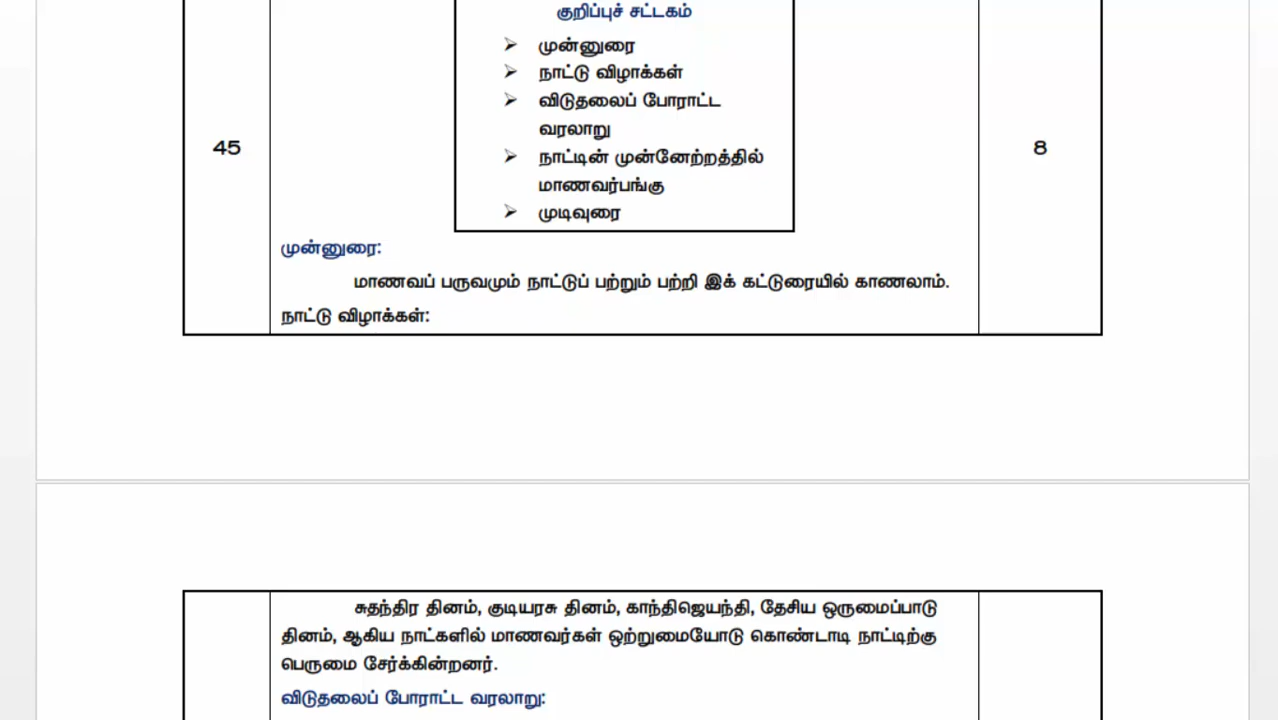 குறிப்புச் சட்டகம்
➢ முன்னுரை
➢ நாட்டு விழாக்கள்
➢ விடுதலைப் போராட்ட
வரலாறு
➢ நாட்டின் முன்னேற்றத்தில்
மாணவர்பங்கு
➢ முடிவுரை
45
8
முன்னுரை:
மாணவப் பருவமும் நாட்டுப் பற்றும் பற்றி இக் கட்டுரையில் காணலாம்.
நாட்டு விழாக்கள்:
சுதந்திர தினம், குடியரசு தினம், காந்திஜெயந்தி, தேசிய ஒருமைப்பாடு
தினம், ஆகிய நாட்களில் மாணவர்கள் ஒற்றுமையோடு கொண்டாடி நாட்டிற்கு
பெருமை சேர்க்கின்றனர்.
விடுதலைப் போராட்ட வரலாறு: